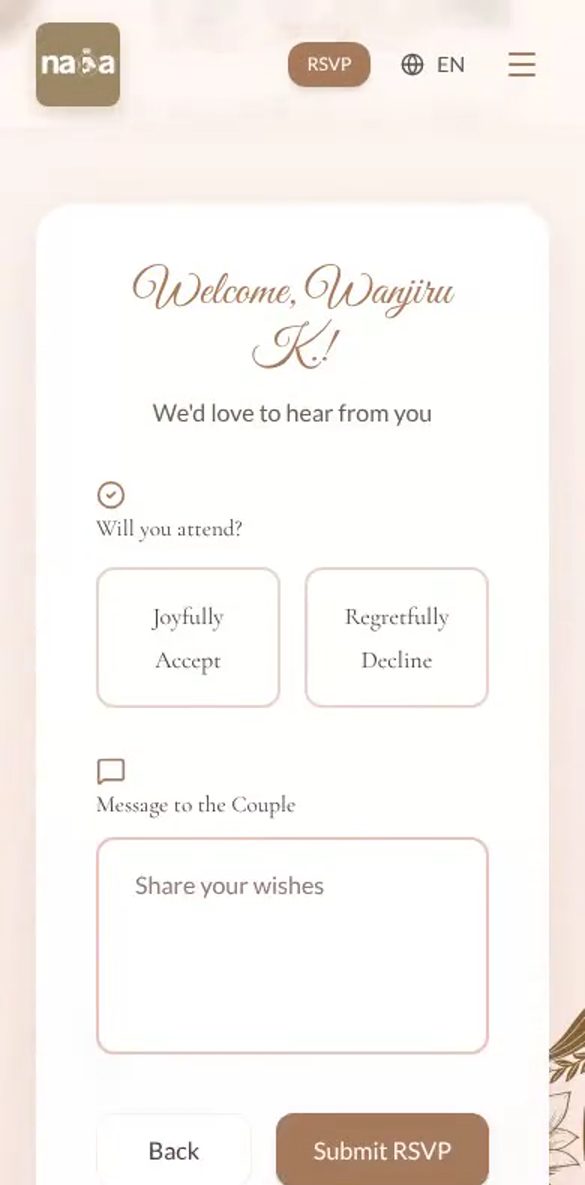 RSVP
EN
Welcome, Wanjiru
K.!
We'd love to hear from you
Will you attend?
Joyfully
Accept
Regretfully
Decline
Message to the Couple
Share your wishes
Back
Submit RSVP